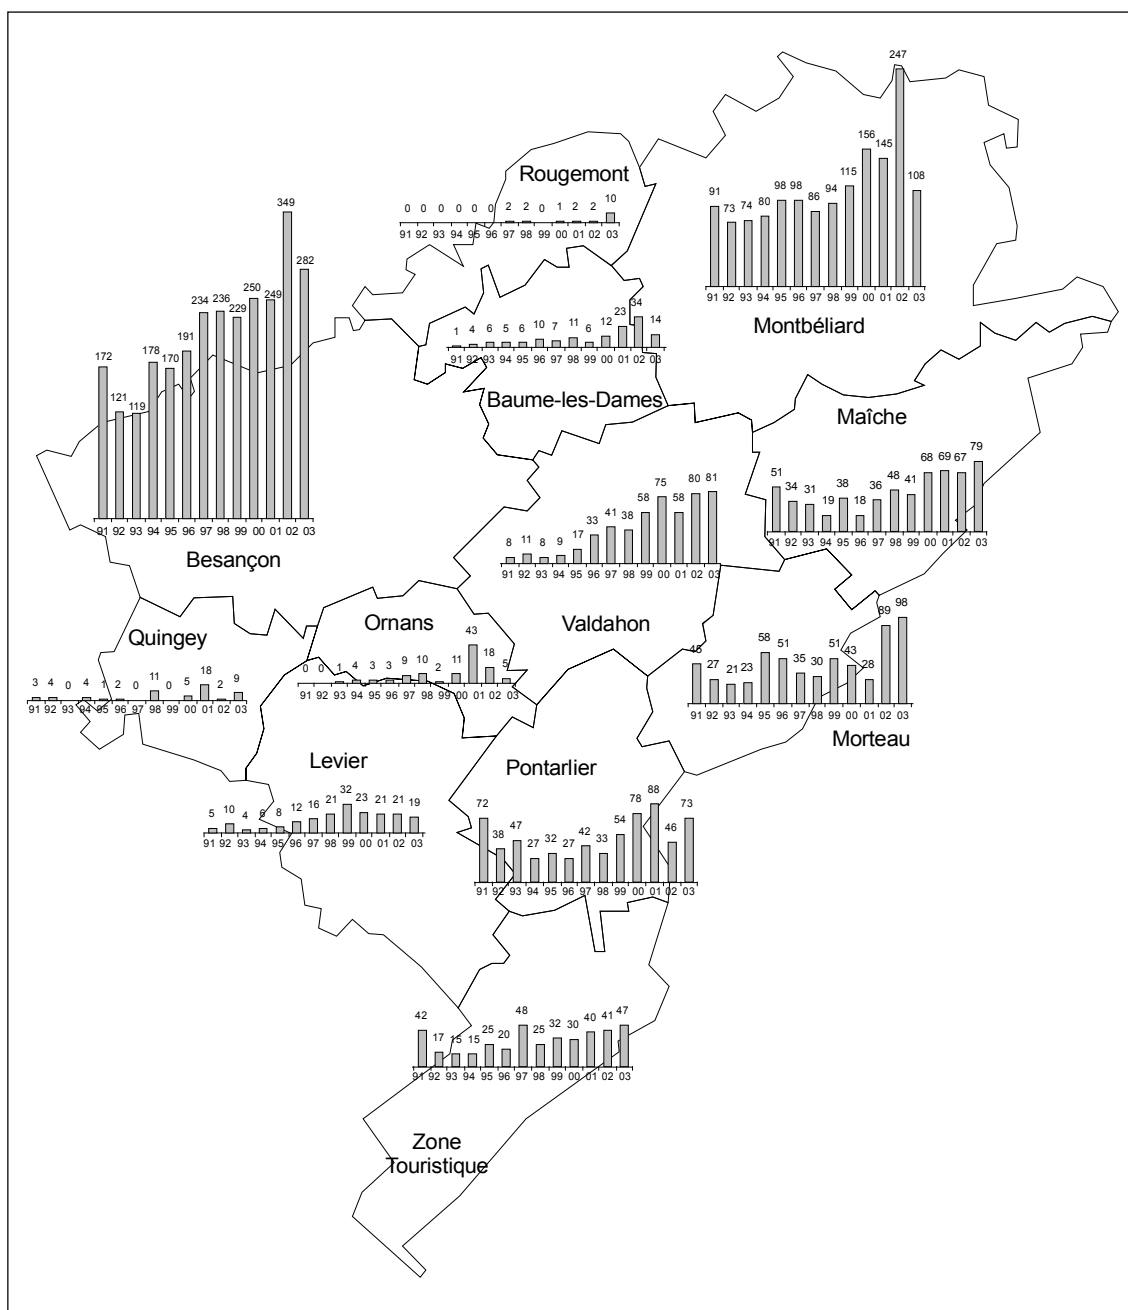 Rougemont
0 0 0 0 0 0 2 2 0 1 2 2 10
91 92 93 94 95 96 97 98 99 00 01 02 03
91 73 74 80 98 98 86 94 115 156 145 247 108
91 92 93 94 95 96 97 98 99 00 01 02 03
Montbéliard
172 121 119 178 170 191 234 236 229 250 249 349 282
91 92 93 94 95 96 97 98 99 00 01 02 03
Besançon
1 4 6 5 6 10 7 11 6 12 23 34 14
91 92 93 94 95 96 97 98 99 00 01 02 03
Baume-les-Dames
Maîche
51 34 31 19 38 18 36 48 41 68 69 67 79
91 92 93 94 95 96 97 98 99 00 01 02 03
8 11 8 9 17 33 41 38 58 75 58 80 81
91 92 93 94 95 96 97 98 99 00 01 02 03
Valdahon
Quingey
3 4 0 4 1 2 0 11 0 5 18 2 9
91 92 93 94 95 96 97 98 99 00 01 02 03
Ornans
0 0 1 4 3 3 9 10 2 11 43 18 5
91 92 93 94 95 96 97 98 99 00 01 02 03
45 27 21 23 58 51 35 30 51 43 28 89 98
91 92 93 94 95 96 97 98 99 00 01 02 03
Morteau
Levier
5 10 4 6 8 12 16 21 32 23 21 21 19
91 92 93 94 95 96 97 98 99 00 01 02 03
Pontarlier
72 38 47 27 32 27 42 33 54 78 88 46 73
91 92 93 94 95 96 97 98 99 00 01 02 03
42 17 15 15 25 20 48 25 32 30 40 41 47
91 92 93 94 95 96 97 98 99 00 01 02 03
Zone
Touristique